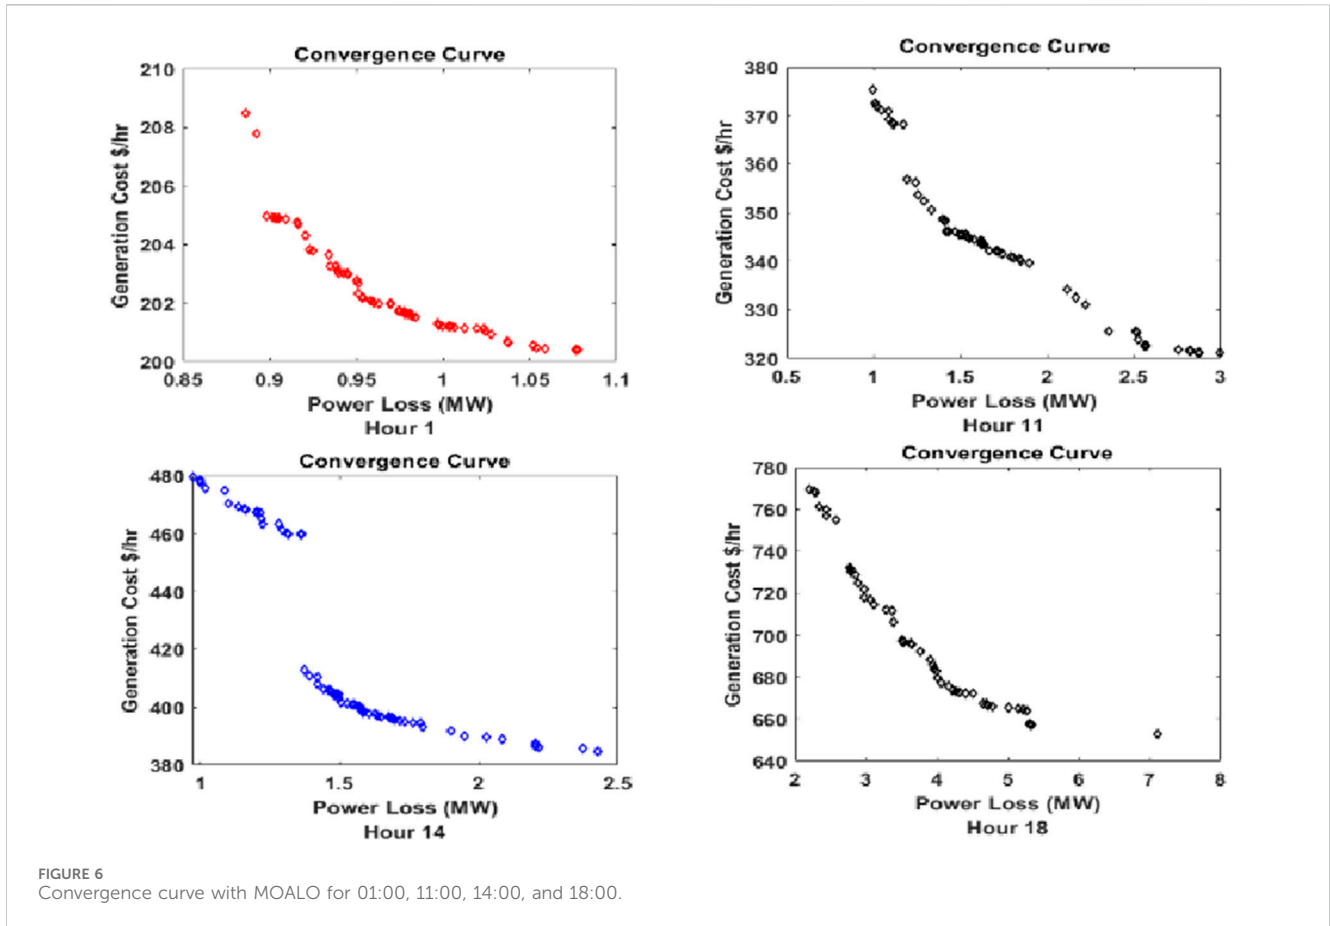 Convergence Curve
Generation Cost $/hr
210
208
206
204
202
200
0.85 0.9 0.95 1 1.05 1.1
Power Loss (MW)
Hour 1
Convergence Curve
Generation Cost $/hr
380
370
360
350
340
330
320
0.5 1 1.5 2 2.5 3
Power Loss (MW)
Hour 11
Convergence Curve
Generation Cost $/hr
480
460
440
420
400
380
1 1.5 2 2.5
Power Loss (MW)
Hour 14
Convergence Curve
Generation Cost $/hr
780
760
740
720
700
680
660
640
2 3 4 5 6 7 8
Power Loss (MW)
Hour 18
FIGURE 6
Convergence curve with MOALO for 01:00, 11:00, 14:00, and 18:00.